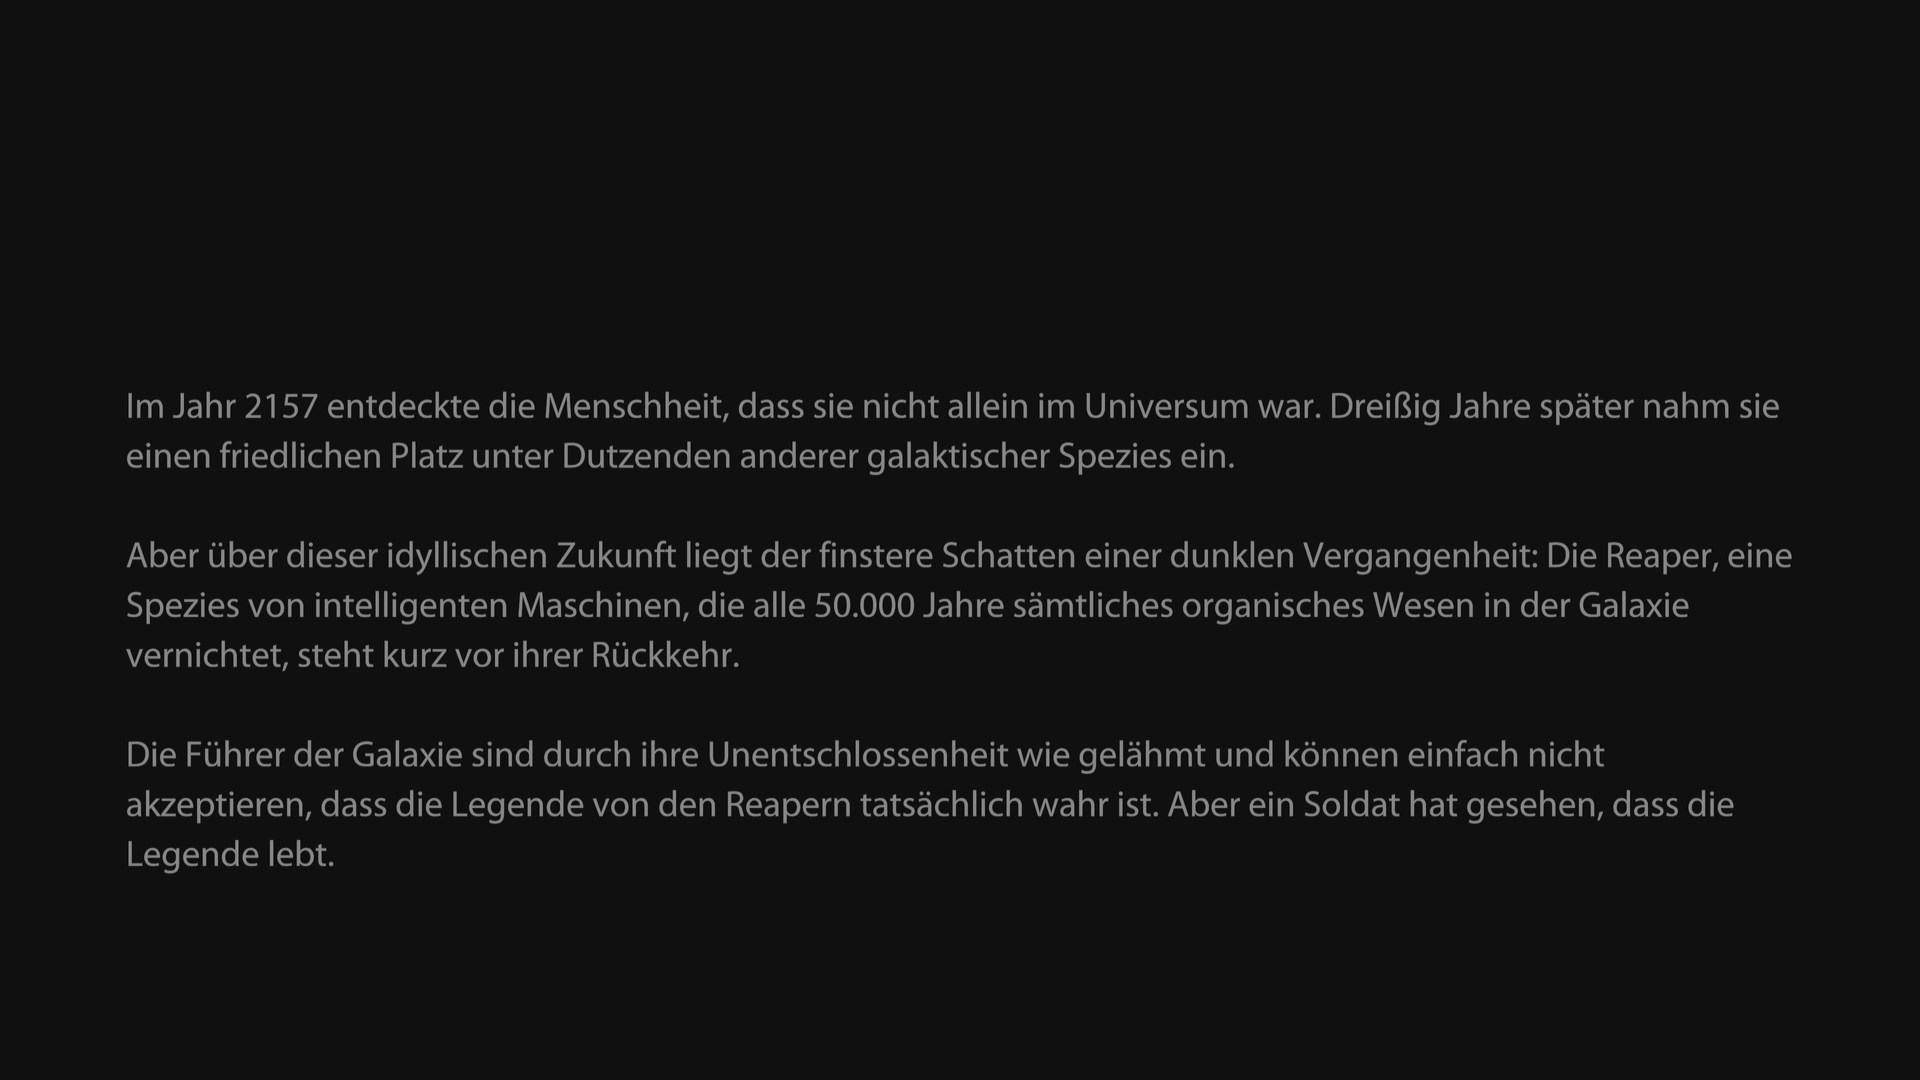 Im Jahr 2157 entdeckte die Menschheit, dass sie nicht allein im Universum war. Dreißig Jahre später nahm sie
einen friedlichen Platz unter Dutzenden anderer galaktischer Spezies ein.
Aber über dieser idyllischen Zukunft liegt der finstere Schatten einer dunklen Vergangenheit: Die Reaper, eine
Spezies von intelligenten Maschinen, die alle 50.000 Jahre sämtliches organisches Wesen in der Galaxie
vernichtet, steht kurz vor ihrer Rückkehr.
Die Führer der Galaxie sind durch ihre Unentschlossenheit wie gelähmt und können einfach nicht
akzeptieren, dass die Legende von den Reapern tatsächlich wahr ist. Aber ein Soldat hat gesehen, dass die
Legende lebt.